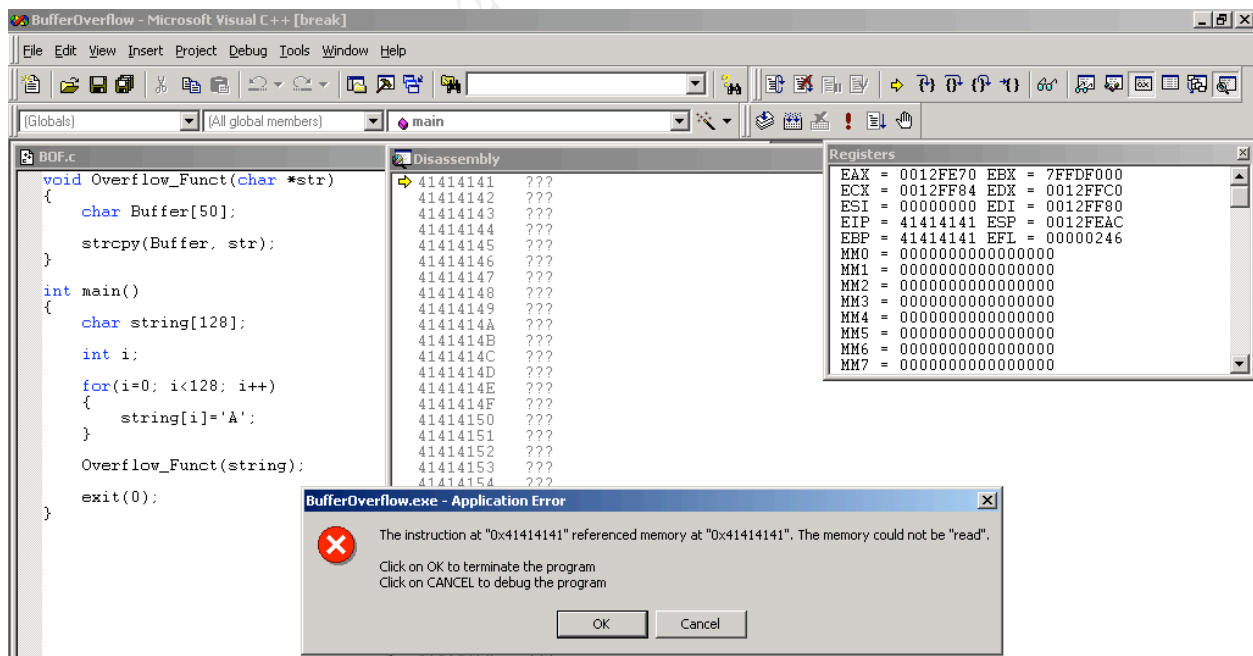 BufferOverflow - Microsoft Visual C++ [break]
File Edit View Insert Project Debug Tools Window Help
(Globals) (All global members) main
BOF.c
void Overflow_Funct(char *str)
{
char Buffer[50];
strcpy(Buffer, str);
}
int main()
{
char string[128];
int i;
for(i=0; i<128; i++)
{
string[i]='A';
}
Overflow_Funct(string);
exit(0);
}
Disassembly
41414141 ???
41414142 ???
41414143 ???
41414144 ???
41414145 ???
41414146 ???
41414147 ???
41414148 ???
41414149 ???
4141414A ???
4141414B ???
4141414C ???
4141414D ???
4141414E ???
4141414F ???
41414150 ???
41414151 ???
41414152 ???
41414153 ???
41414154 ???
Registers
EAX = 0012FE70 EBX = 7FFDF000
ECX = 0012FF84 EDX = 0012FFC0
ESI = 00000000 EDI = 0012FF80
EIP = 41414141 ESP = 0012FEAC
EBP = 41414141 EFL = 00000246
MM0 = 0000000000000000
MM1 = 0000000000000000
MM2 = 0000000000000000
MM3 = 0000000000000000
MM4 = 0000000000000000
MM5 = 0000000000000000
MM6 = 0000000000000000
MM7 = 0000000000000000
BufferOverflow.exe - Application Error
The instruction at "0x41414141" referenced memory at "0x41414141". The memory could not be "read".
Click on OK to terminate the program
Click on CANCEL to debug the program
OK Cancel